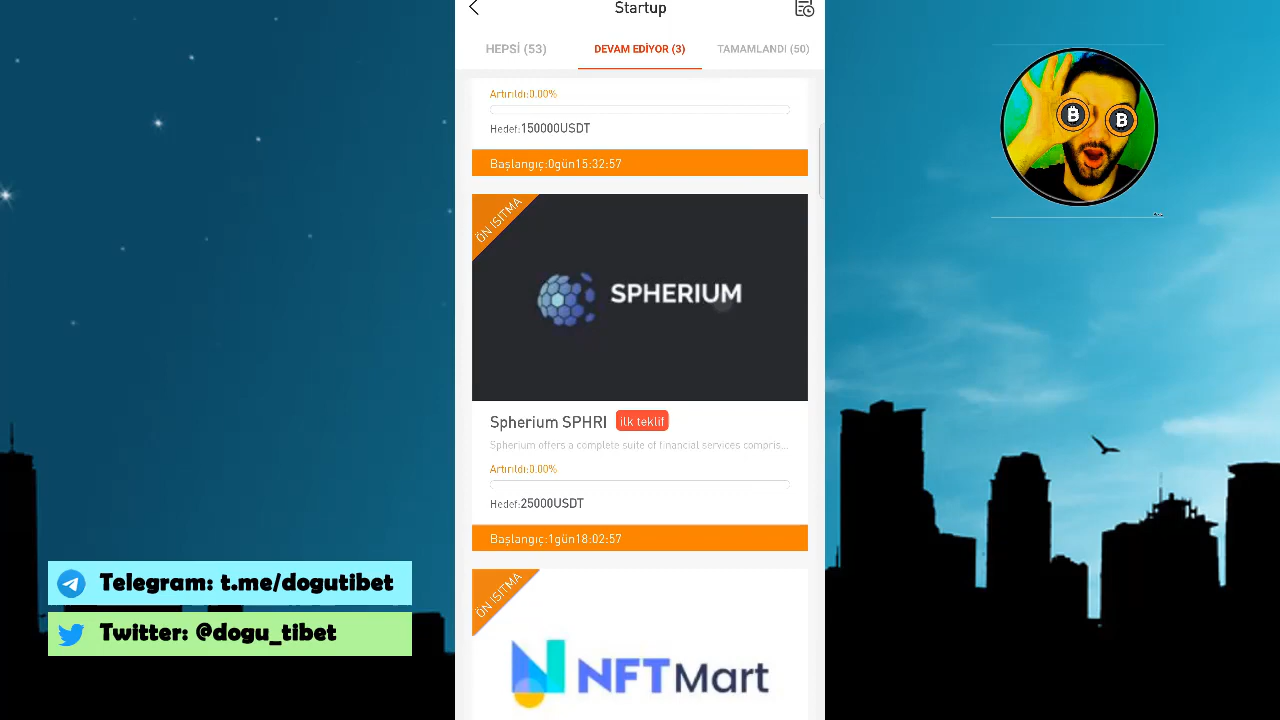 Startup
HEPSİ (53)
DEVAM EDİYOR (3)
TAMAMLANDI (50)
Artırıldı:0.00%
Hedef:150000USDT
Başlangıç:0gün15:32:57
ÖN ISITMA
SPHERIUM
Spherium SPHRI
ilk teklif
Spherium offers a complete suite of financial services compris...
Artırıldı:0.00%
Hedef:25000USDT
Başlangıç:1gün18:02:57
ÖN ISITMA
NFTMart
Telegram: t.me/dogutibet
Twitter: @dogu_tibet